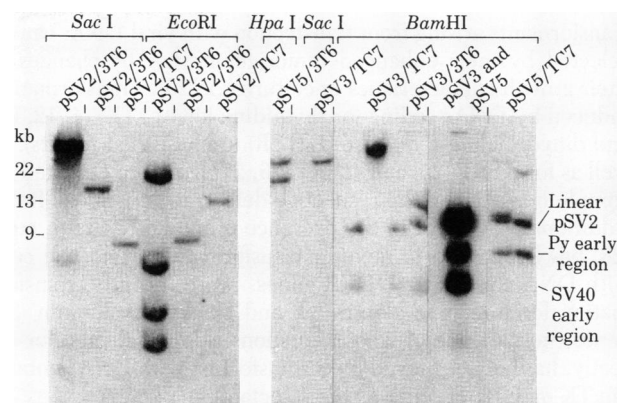 Sac I EcoRI Hpa I Sac I BamHI
pSV2/3T6
pSV2/3T6
pSV2/TC7
pSV2/3T6
pSV2/3T6
pSV2/TC7
pSV5/3T6
pSV3/TC7
pSV3/TC7
pSV3/3T6
pSV3 and
pSV5
pSV5/TC7
kb
22-
13-
9-
Linear
pSV2
Py early
region
SV40
early
region